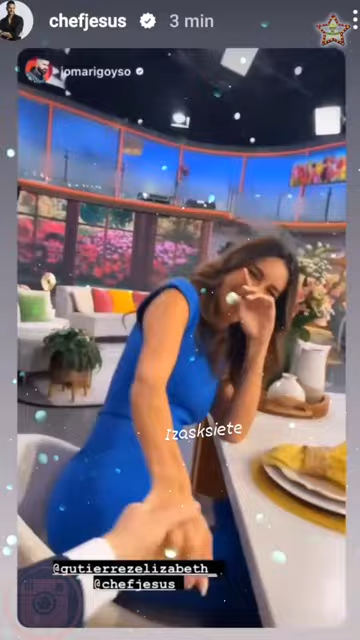 chefjesus 3 min
jomarigoyso
Izasksiete
@gutierrezelizabeth_
@chefjesus